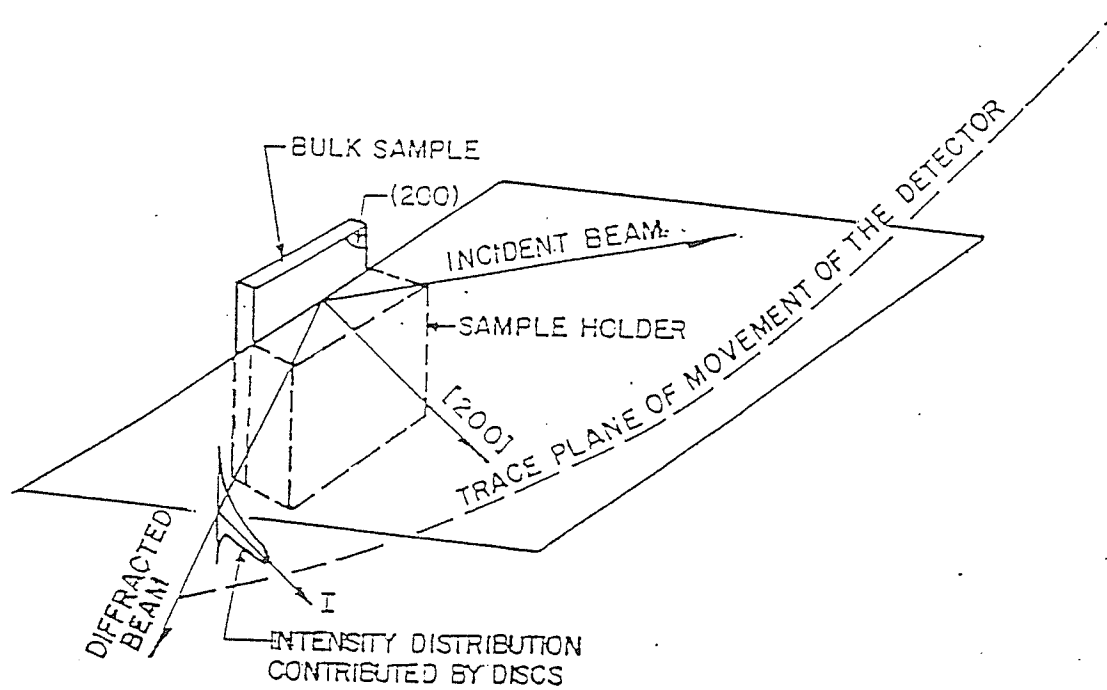 BULK SAMPLE
(200)
INCIDENT BEAM
SAMPLE HOLDER
[200]
TRACE PLANE OF MOVEMENT OF THE DETECTOR
DIFFRACTED
BEAM
I
INTENSITY DISTRIBUTION
CONTRIBUTED BY DISCS